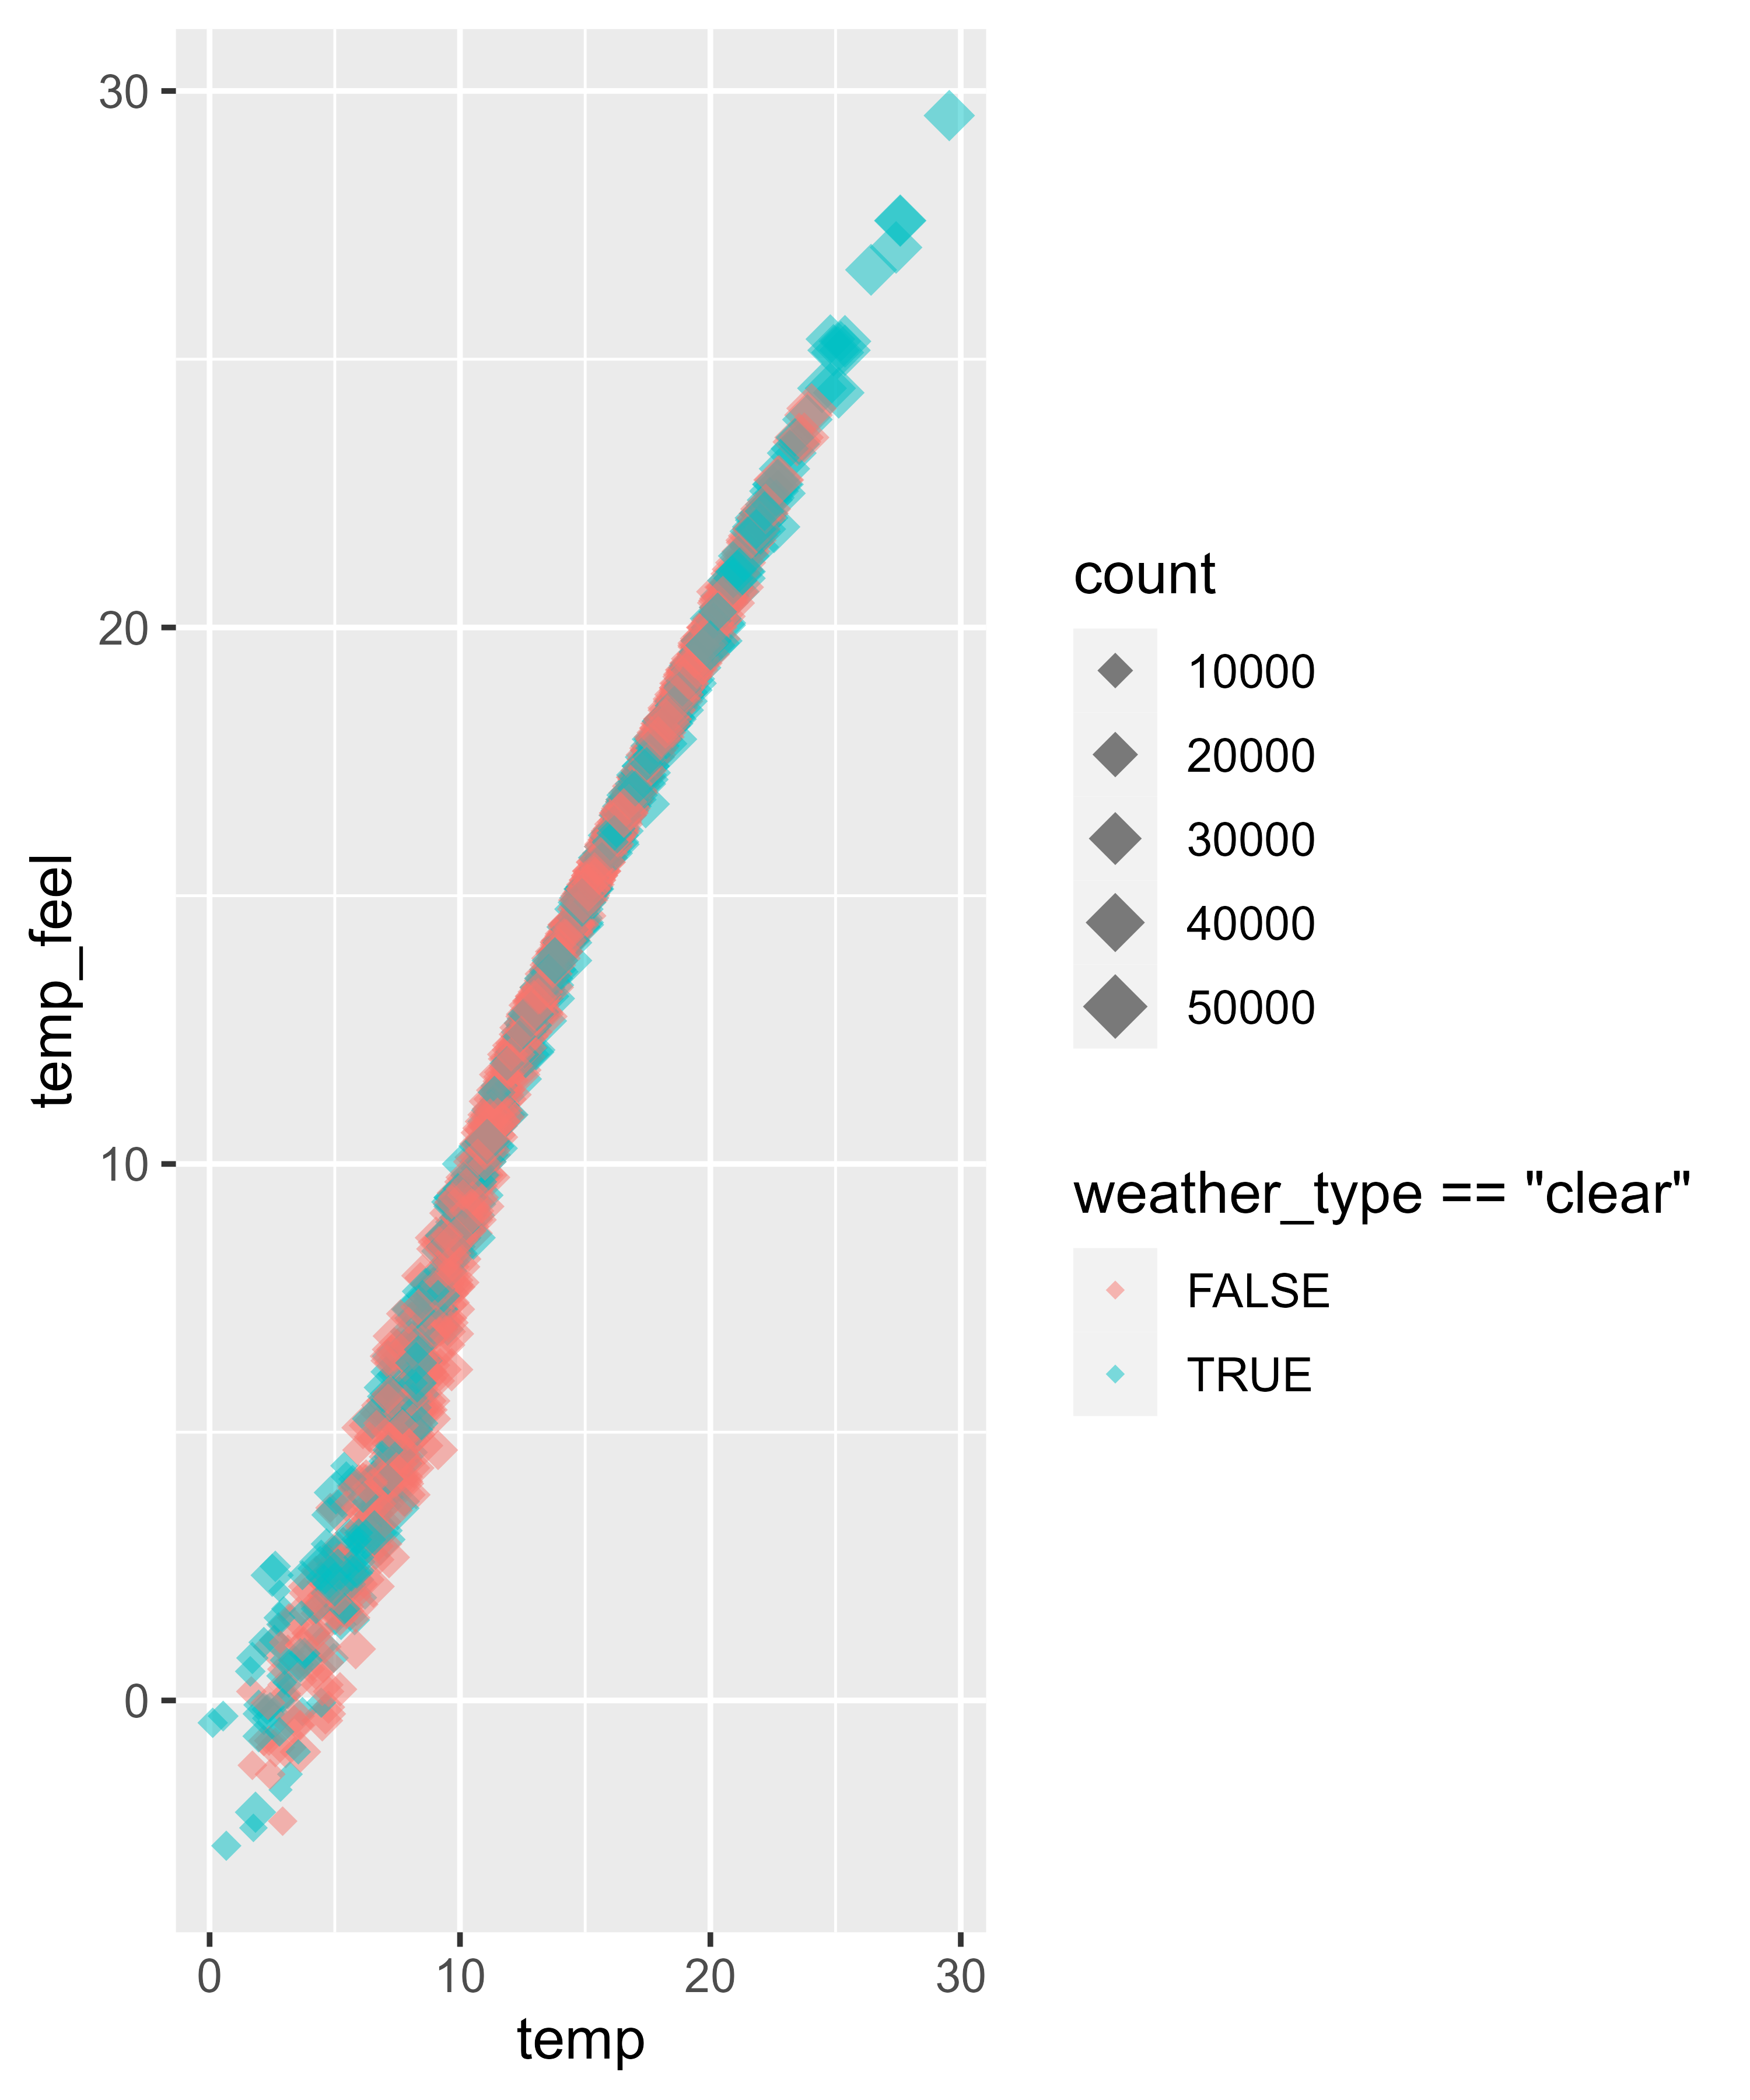 30
20
10
0
temp_feel
0 10 20 30
temp
count
10000
20000
30000
40000
50000
weather_type == "clear"
FALSE
TRUE